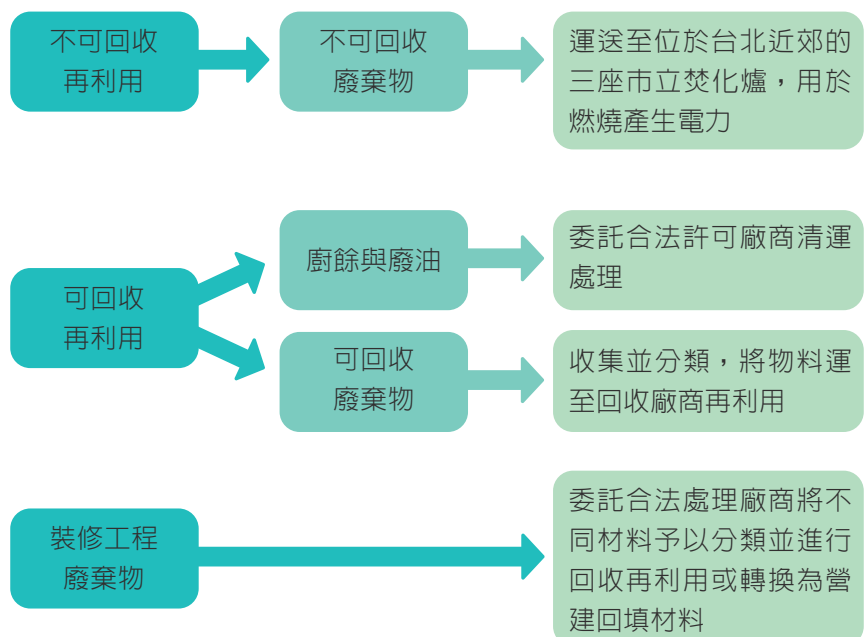 不可回收
再利用
不可回收
廢棄物
運送至位於台北近郊的
三座市立焚化爐，用於
燃燒產生電力
可回收
再利用
廚餘與廢油
委託合法許可廠商清運
處理
可回收
廢棄物
收集並分類，將物料運
至回收廠商再利用
裝修工程
廢棄物
委託合法處理廠商將不
同材料予以分類並進行
回收再利用或轉換為營
建回填材料